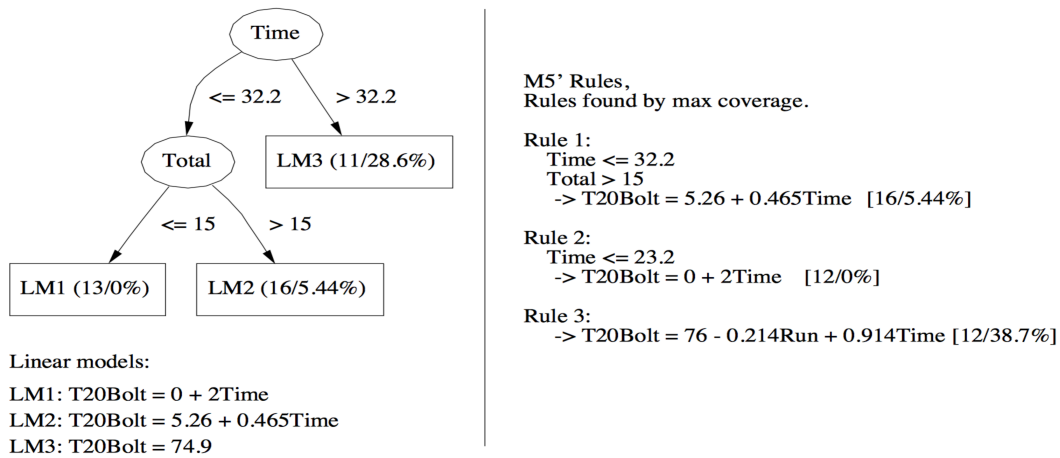 Time
<= 32.2
> 32.2
Total
LM3 (11/28.6%)
<= 15
> 15
LM1 (13/0%)
LM2 (16/5.44%)
Linear models:
LM1: T20Bolt = 0 + 2Time
LM2: T20Bolt = 5.26 + 0.465Time
LM3: T20Bolt = 74.9
M5' Rules,
Rules found by max coverage.
Rule 1:
Time <= 32.2
Total > 15
-> T20Bolt = 5.26 + 0.465Time [16/5.44%]
Rule 2:
Time <= 23.2
-> T20Bolt = 0 + 2Time [12/0%]
Rule 3:
-> T20Bolt = 76 - 0.214Run + 0.914Time [12/38.7%]